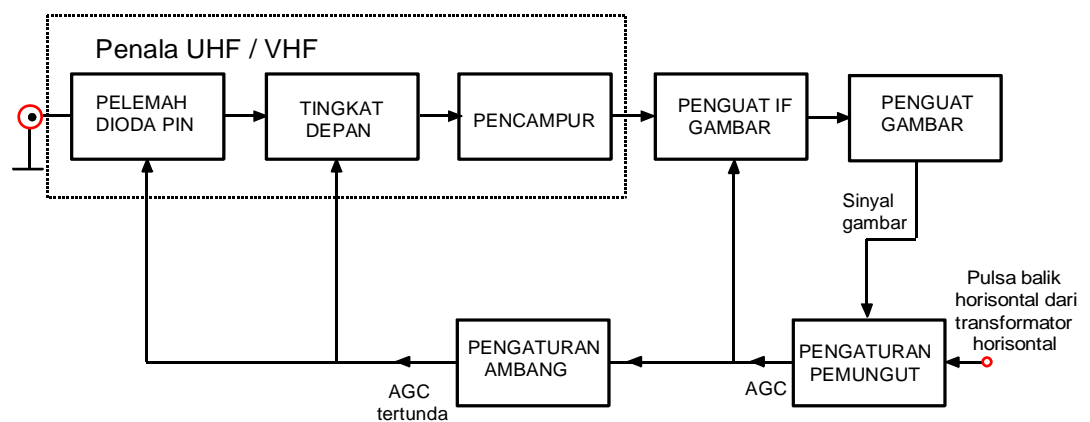 Penala UHF / VHF
PELEMAH
DIODA PIN
TINGKAT
DEPAN
PENCAMPUR
PENGUAT IF
GAMBAR
PENGUAT
GAMBAR
Sinyal
gambar
Pulsa balik
horisontal dari
transformator
horisontal
PENGATURAN
AMBANG
PENGATURAN
PEMUNGUT
AGC
tertunda
AGC